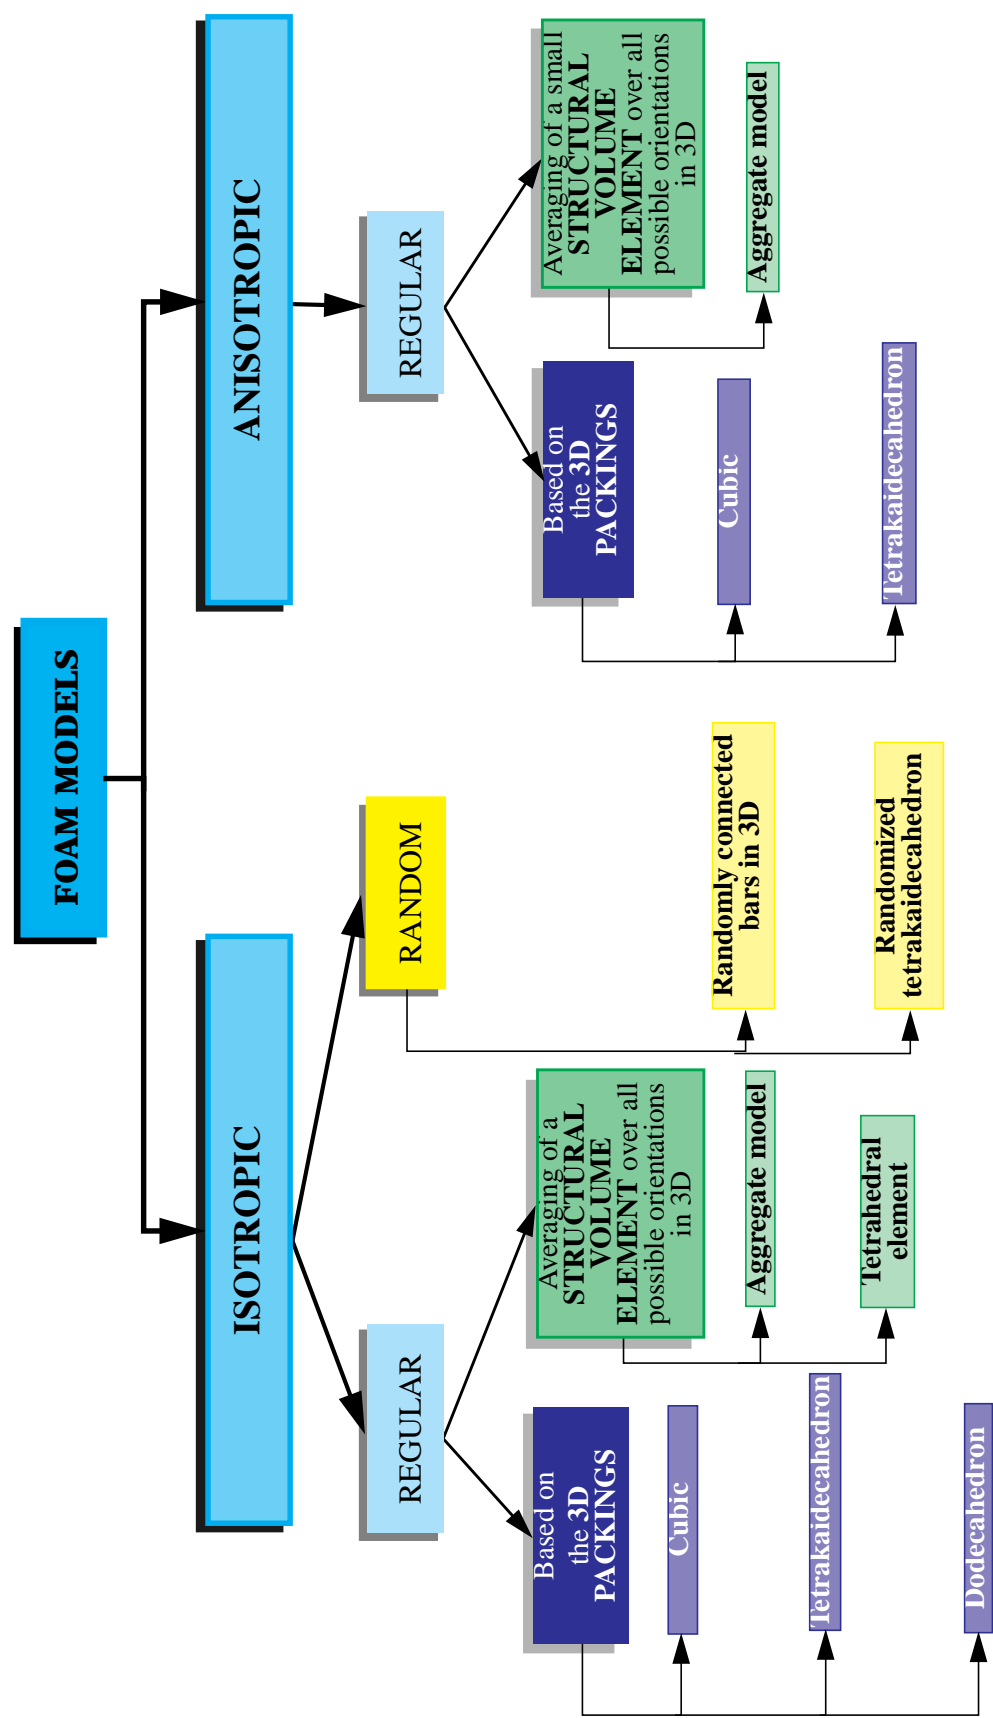 FOAM MODELS
ISOTROPIC
ANISOTROPIC
REGULAR
RANDOM
REGULAR
Based on
the 3D
PACKINGS
Averaging of a
STRUCTURAL
VOLUME
ELEMENT over all
possible orientations
in 3D
Based on
the 3D
PACKINGS
Averaging of a small
STRUCTURAL
VOLUME
ELEMENT over all
possible orientations
in 3D
Cubic
Tetrakaidecahedron
Dodecahedron
Aggregate model
Tetrahedral
element
Randomly connected
bars in 3D
Randomized
tetrakaidecahedron
Cubic
Tetrakaidecahedron
Aggregate model